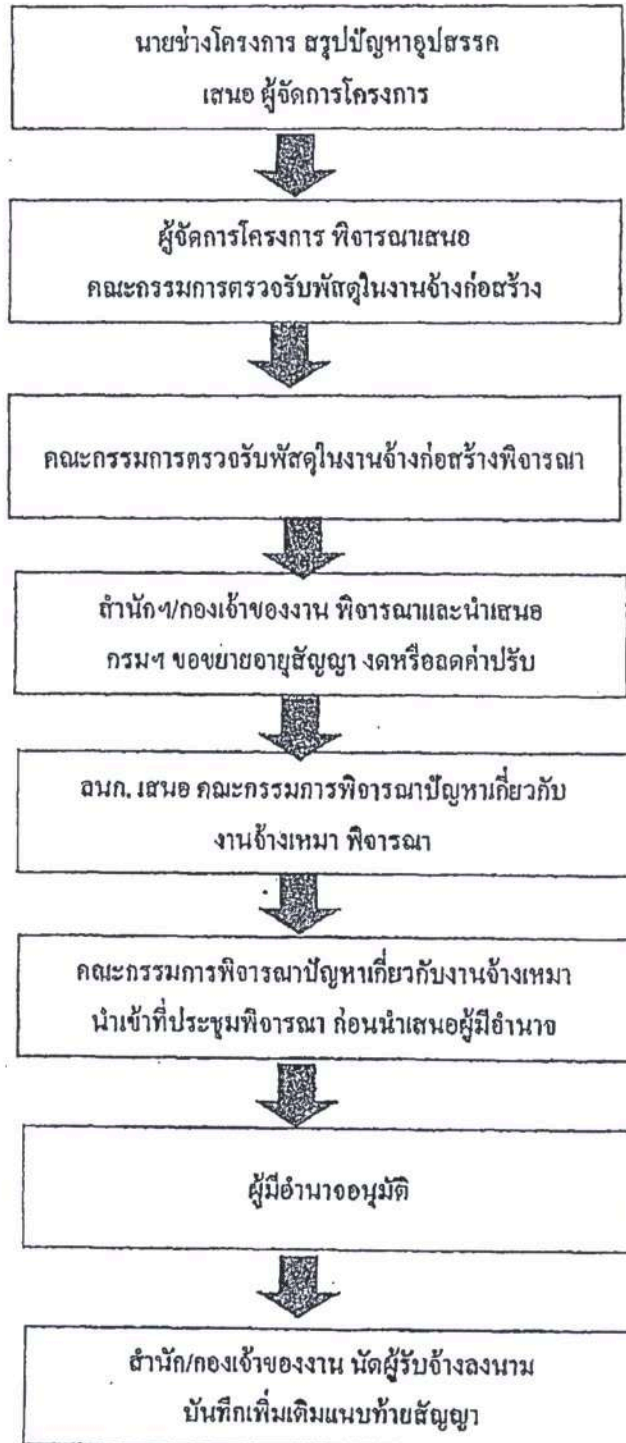 นายช่างโครงการ สรุปปัญหาอุปสรรค
เสนอ ผู้จัดการโครงการ
ผู้จัดการโครงการ พิจารณาเสนอ
คณะกรรมการตรวจรับพัสดุในงานจ้างก่อสร้าง
คณะกรรมการตรวจรับพัสดุในงานจ้างก่อสร้างพิจารณา
สำนักฯ/กองเจ้าของงาน พิจารณาและนำเสนอ
กรมฯ ขอขยายอายุสัญญา งดหรือลดค่าปรับ
ลนก. เสนอ คณะกรรมการพิจารณาปัญหาเกี่ยวกับ
งานจ้างเหมา พิจารณา
คณะกรรมการพิจารณาปัญหาเกี่ยวกับงานจ้างเหมา
นำเข้าที่ประชุมพิจารณา ก่อนนำเสนอผู้มีอำนาจ
ผู้มีอำนาจอนุมัติ
สำนัก/กองเจ้าของงาน นัดผู้รับจ้างลงนาม
บันทึกเพิ่มเติมแนบท้ายสัญญา